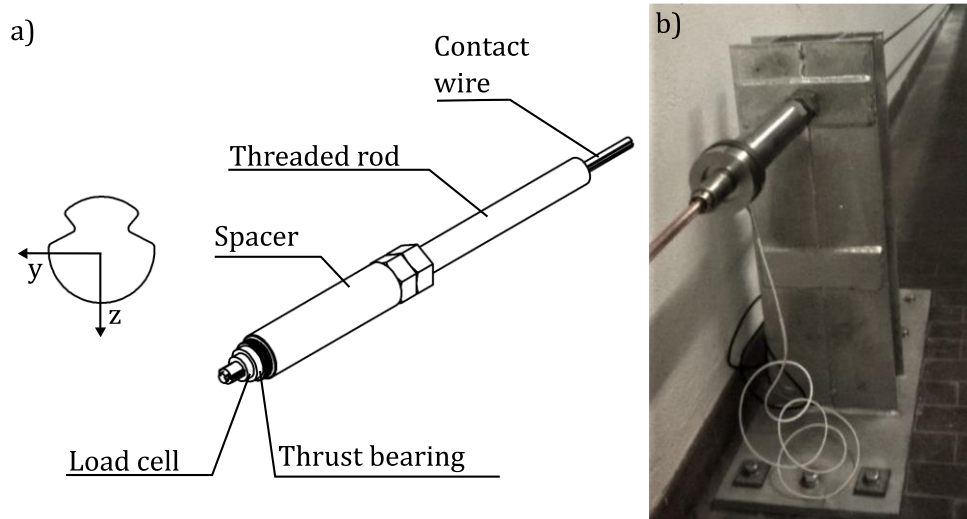 a)
b)
Contact
wire
Threaded rod
Spacer
y
z
Load cell
Thrust bearing